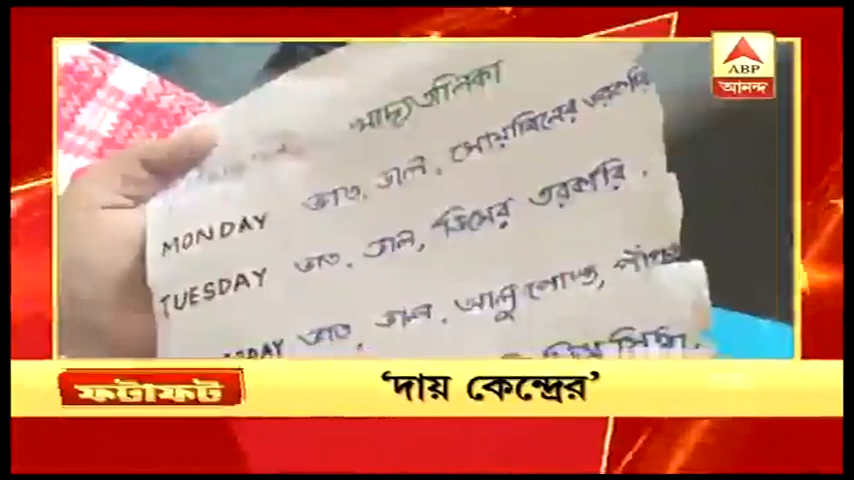 ABP
আনন্দ
খাদ্য তালিকা
MONDAY ভাত, ডাল, সোয়াবিনের তরকারি
TUESDAY ভাত, ডাল, ডিমের তরকারি.
ভাত, ডাল, আলু পোস্ত,
ফটাফট
‘দায় কেন্দ্রের’